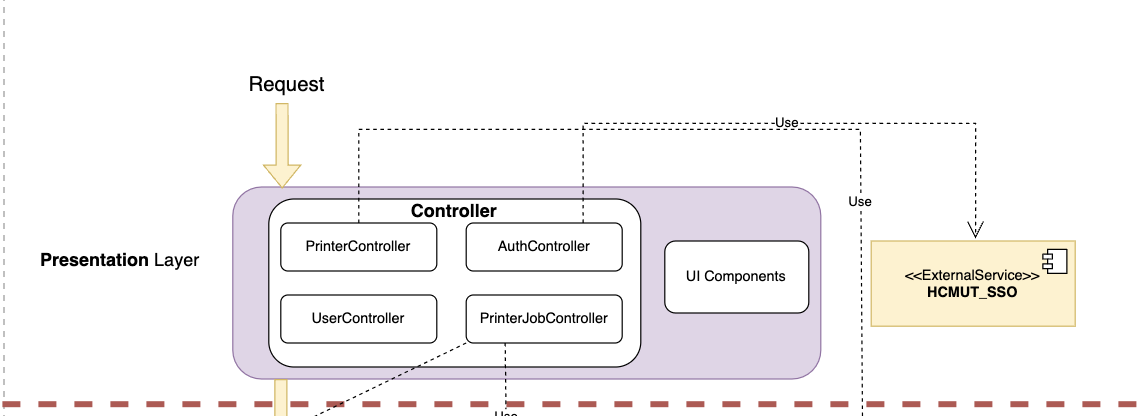 Request
Use
Use
Controller
PrinterController
AuthController
UI Components
Presentation Layer
<<ExternalService>>
HCMUT_SSO
UserController
PrinterJobController
Use